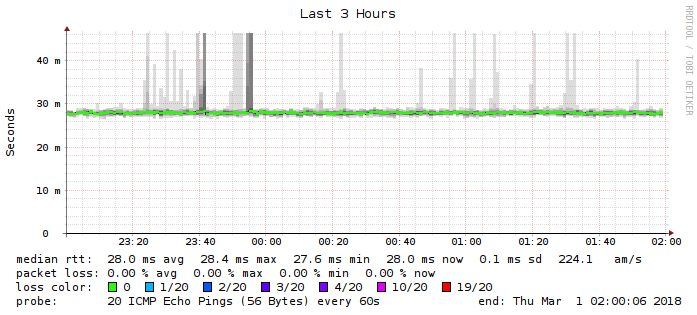 Last 3 Hours
RRDTOOL / TOBI OETIKER
Seconds
40 m
30 m
20 m
10 m
0
23:20 23:40 00:00 00:20 00:40 01:00 01:20 01:40 02:00
median rtt: 28.0 ms avg 28.4 ms max 27.6 ms min 28.0 ms now 0.1 ms sd 224.1 am/s
packet loss: 0.00 % avg 0.00 % max 0.00 % min 0.00 % now
loss color: 0 1/20 2/20 3/20 4/20 10/20 19/20
probe: 20 ICMP Echo Pings (56 Bytes) every 60s end: Thu Mar 1 02:00:06 2018